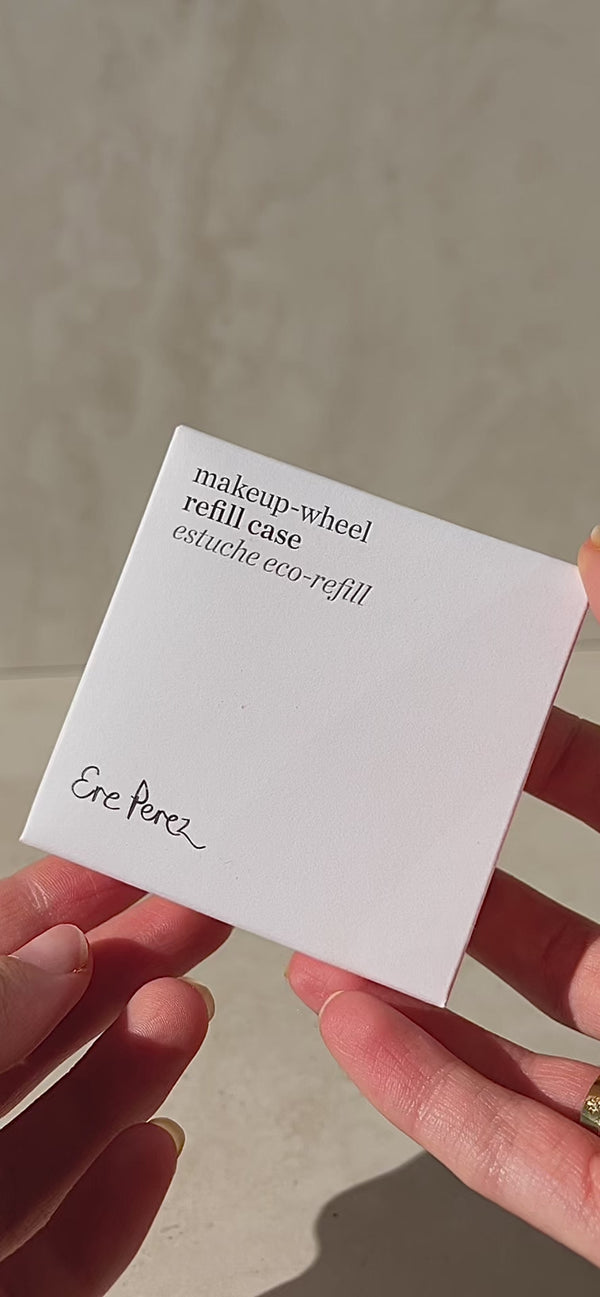 makeup-wheel
refill case
estuche eco-refill
Ere Perez